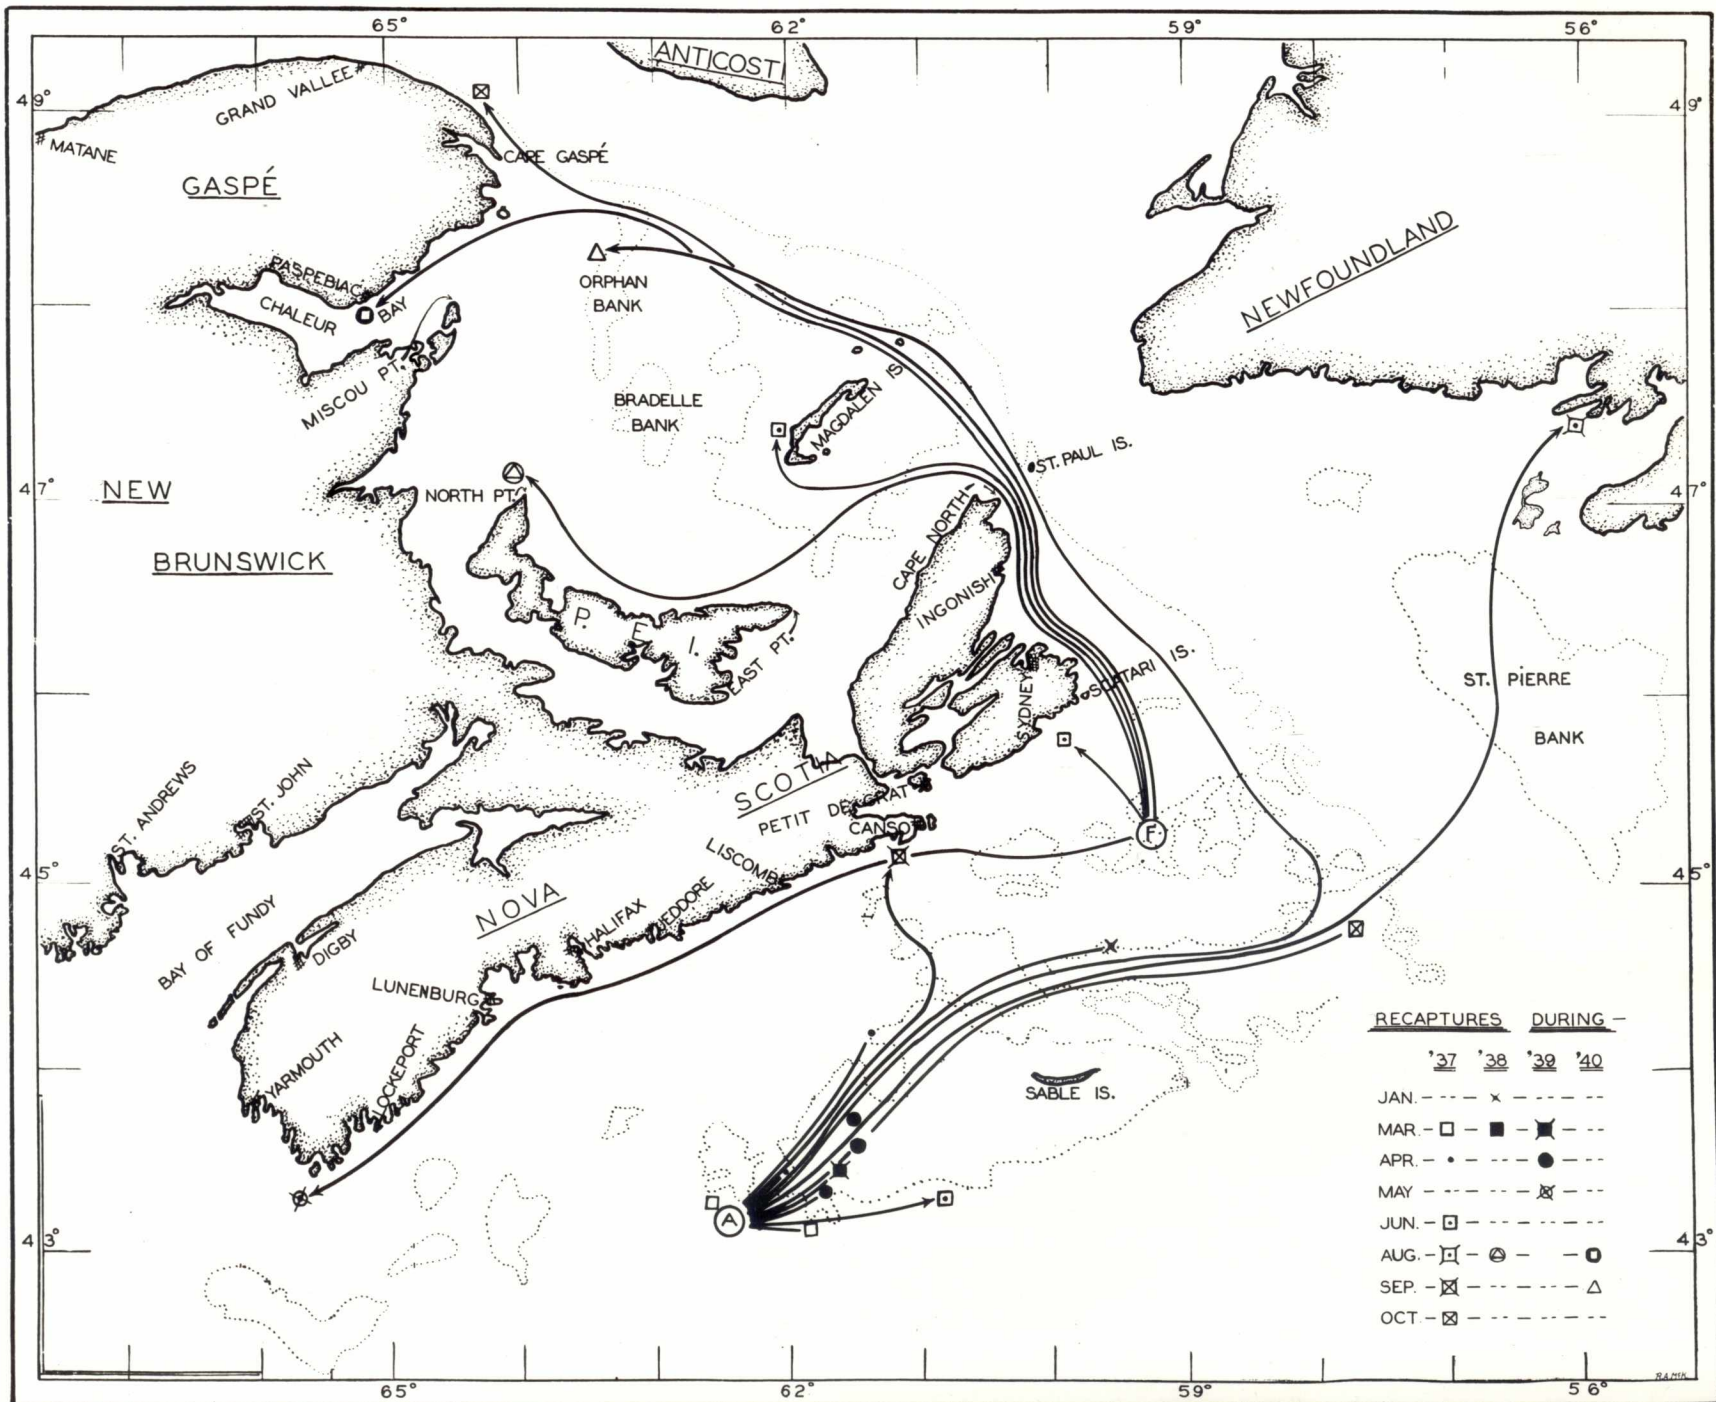 65° 62° 59° 56°
ANTICOSTI
49° 49°
GRAND VALLEE
MATANE
CAPE GASPÉ
GASPÉ
NEWFOUNDLAND
PASPEBIAC
CHALEUR BAY
ORPHAN
BANK
MISCOU PT.
BRADELLE
BANK
MAGDALEN IS.
ST. PAUL IS.
47° 47°
NEW
NORTH PT.
CAPE NORTH
BRUNSWICK
INGONISH
P. E. I.
EAST PT.
SCATARI IS.
SYDNEY
ST. PIERRE
BANK
SCOTIA
PETIT DE GRAT
CANSO
F
ST. ANDREWS
ST. JOHN
LISCOMB
45° 45°
NOVA
JEDDORE
HALIFAX
BAY OF FUNDY
DIGBY
LUNENBURG
YARMOUTH
LOCKEPORT
SABLE IS.
A
43° 43°
RECAPTURES DURING —
'37 '38 '39 '40
JAN.
MAR.
APR.
MAY
JUN.
AUG.
SEP.
OCT.
65° 62° 59° 56°
R.A.McK.